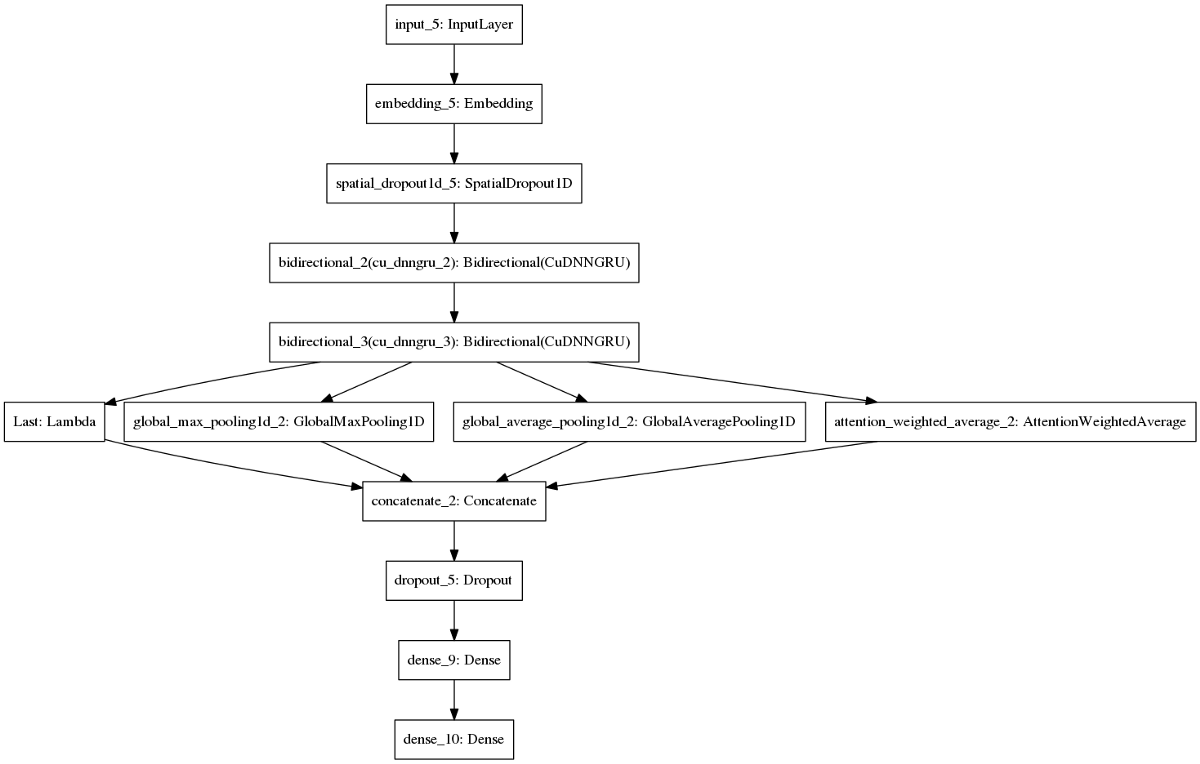 input_5: InputLayer
embedding_5: Embedding
spatial_dropout1d_5: SpatialDropout1D
bidirectional_2(cu_dnngru_2): Bidirectional(CuDNNGRU)
bidirectional_3(cu_dnngru_3): Bidirectional(CuDNNGRU)
Last: Lambda
global_max_pooling1d_2: GlobalMaxPooling1D
global_average_pooling1d_2: GlobalAveragePooling1D
attention_weighted_average_2: AttentionWeightedAverage
concatenate_2: Concatenate
dropout_5: Dropout
dense_9: Dense
dense_10: Dense